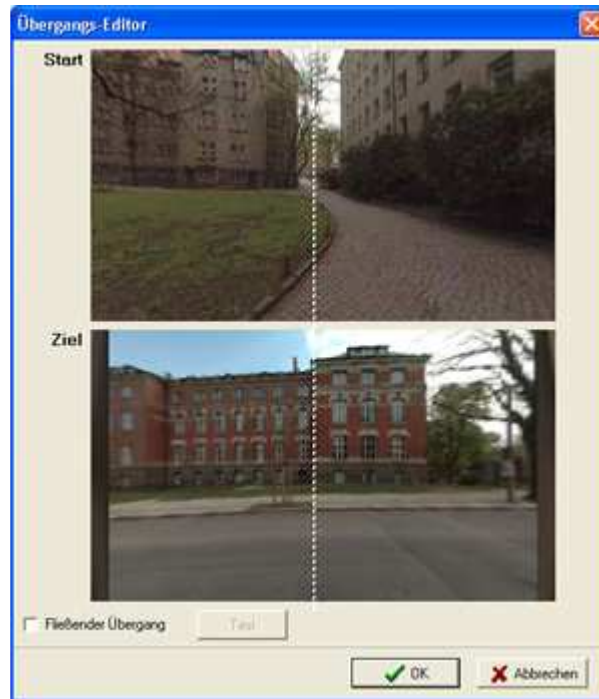 Übergangs-Editor
Start
Ziel
Fließender Übergang
Test
OK
Abbrechen